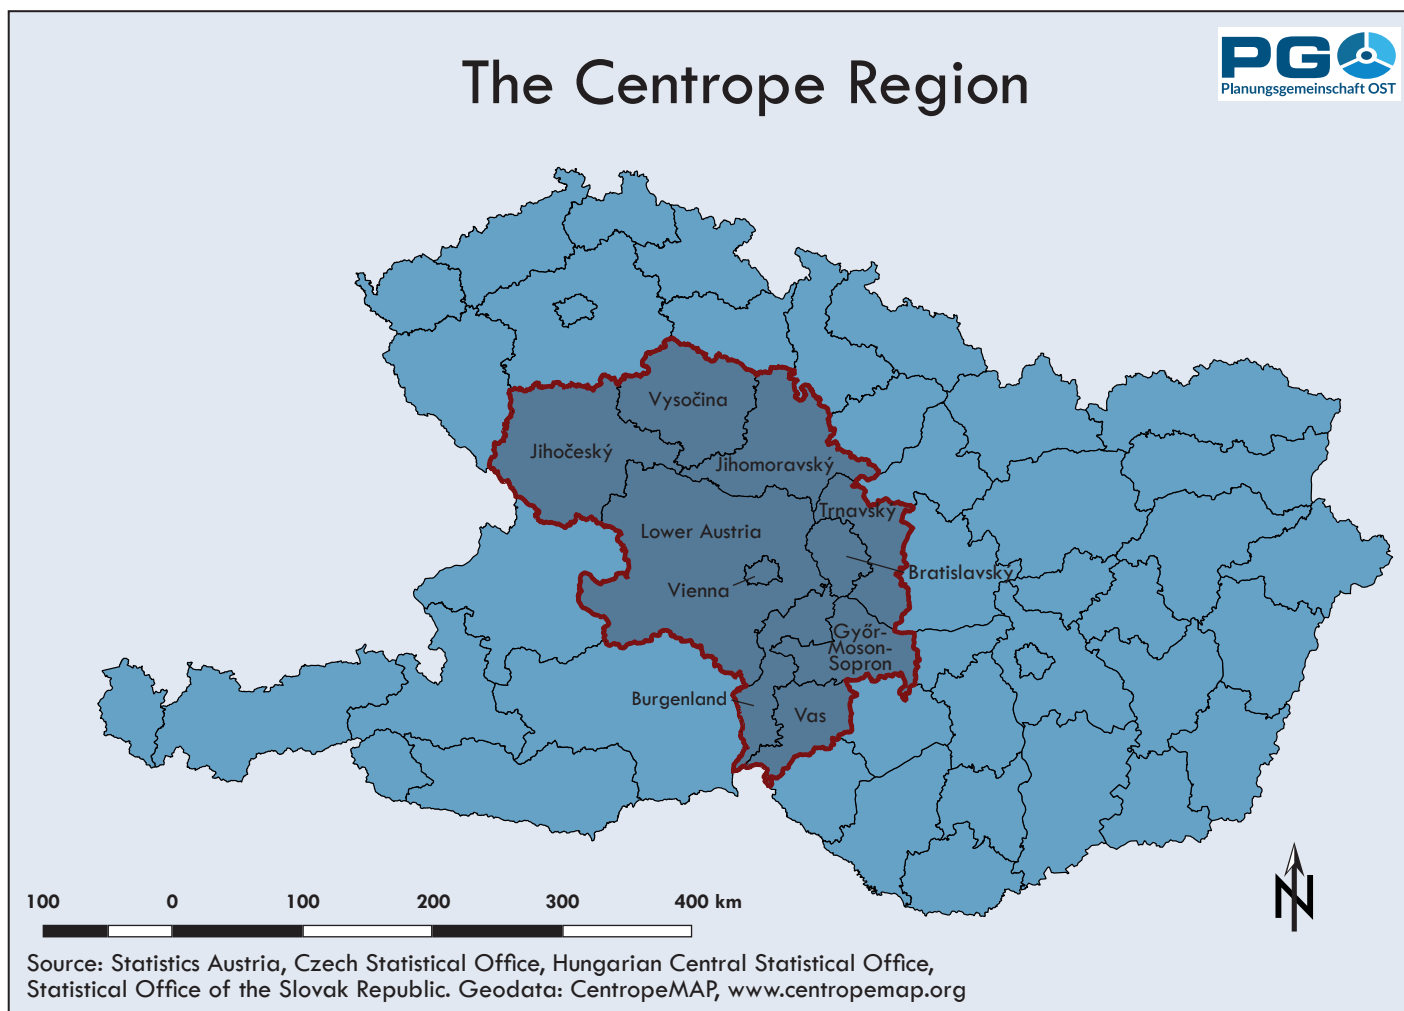 The Centrope Region
PGO
Planungsgemeinschaft OST
Vysočina
Jihočeský
Jihomoravský
Trnavský
Lower Austria
Bratislavský
Vienna
Győr-
Moson-
Sopron
Burgenland
Vas
100 0 100 200 300 400 km
N
Source: Statistics Austria, Czech Statistical Office, Hungarian Central Statistical Office,
Statistical Office of the Slovak Republic. Geodata: CentropeMAP, www.centropemap.org